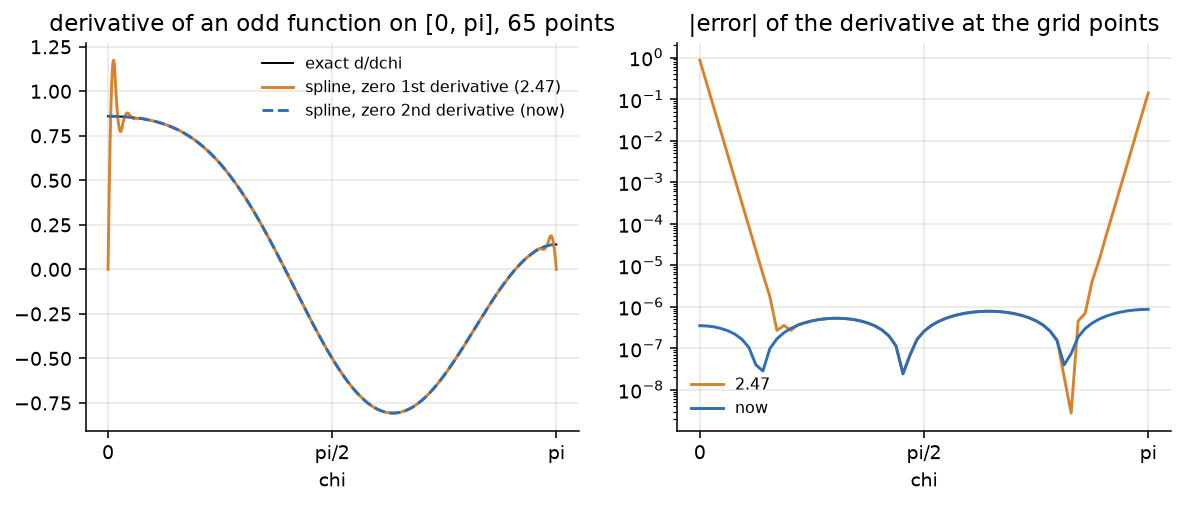 derivative of an odd function on [0, pi], 65 points
1.25
1.00
0.75
0.50
0.25
0.00
−0.25
−0.50
−0.75
exact d/dchi
spline, zero 1st derivative (2.47)
spline, zero 2nd derivative (now)
0
pi/2
pi
chi
|error| of the derivative at the grid points
10⁰
10⁻¹
10⁻²
10⁻³
10⁻⁴
10⁻⁵
10⁻⁶
10⁻⁷
10⁻⁸
2.47
now
0
pi/2
pi
chi